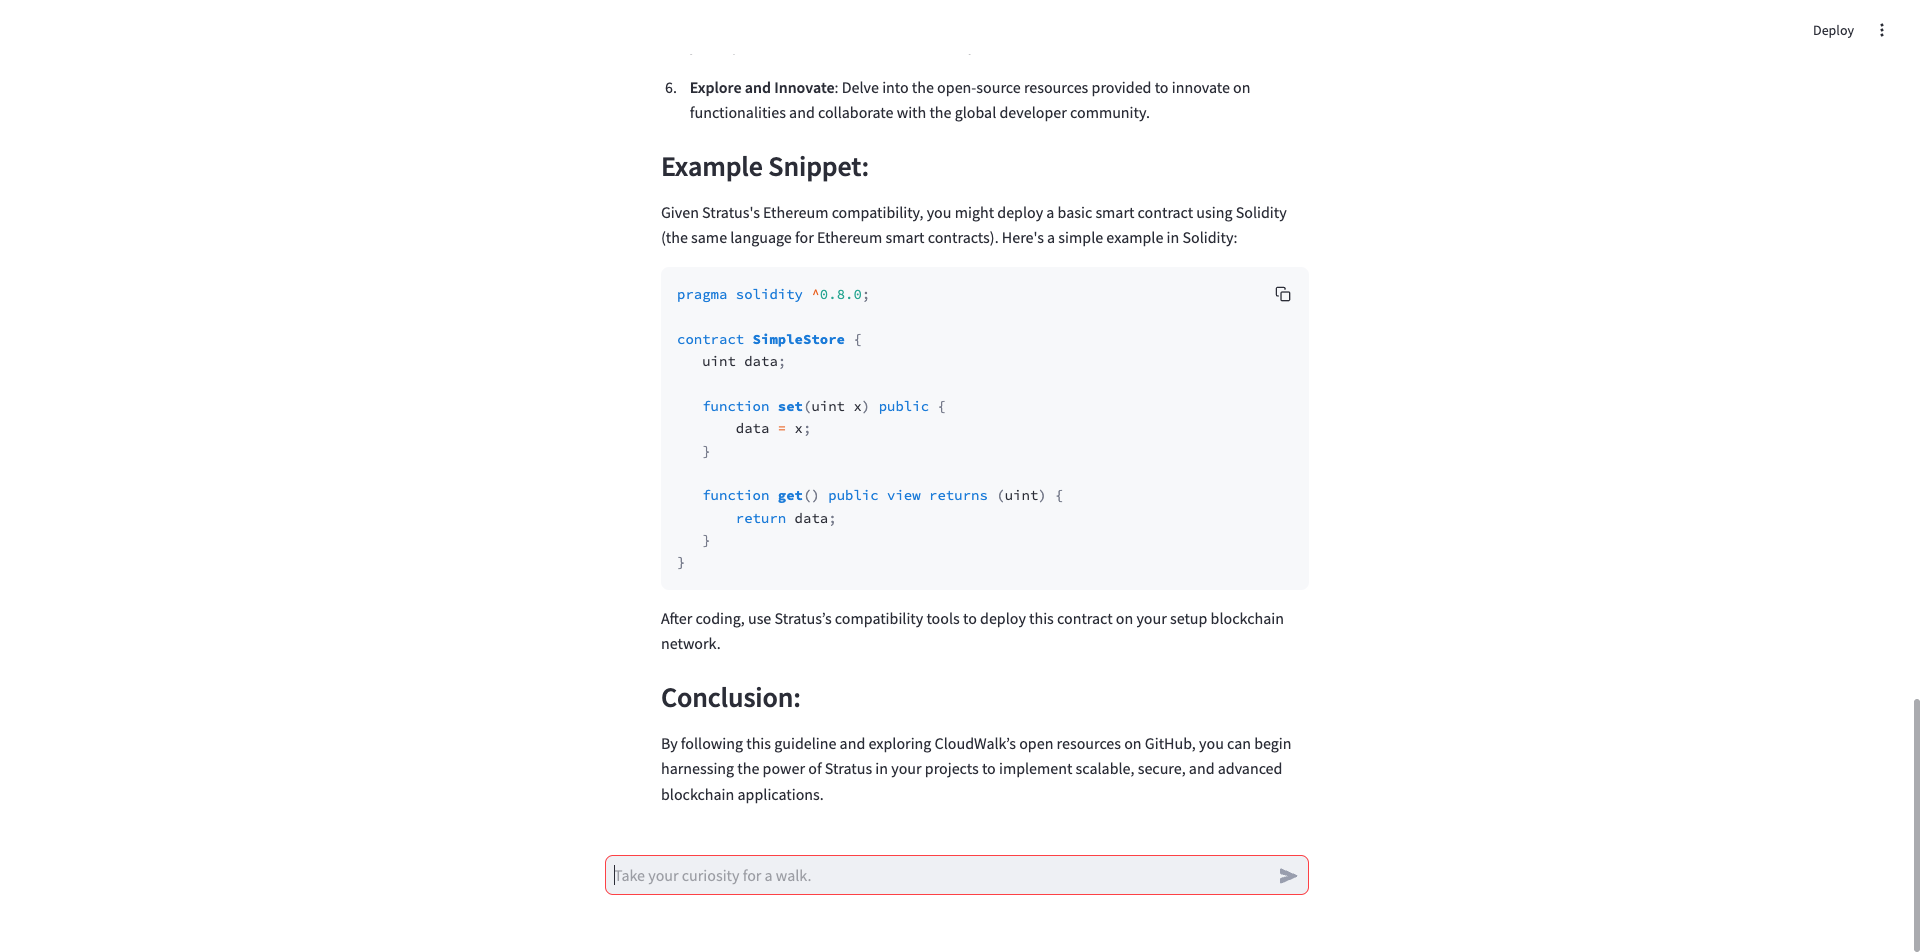 Deploy
6. Explore and Innovate: Delve into the open-source resources provided to innovate on
functionalities and collaborate with the global developer community.
Example Snippet:
Given Stratus's Ethereum compatibility, you might deploy a basic smart contract using Solidity
(the same language for Ethereum smart contracts). Here's a simple example in Solidity:
pragma solidity ^0.8.0;
contract SimpleStore {
uint data;
function set(uint x) public {
data = x;
}
function get() public view returns (uint) {
return data;
}
}
After coding, use Stratus’s compatibility tools to deploy this contract on your setup blockchain
network.
Conclusion:
By following this guideline and exploring CloudWalk’s open resources on GitHub, you can begin
harnessing the power of Stratus in your projects to implement scalable, secure, and advanced
blockchain applications.
Take your curiosity for a walk.